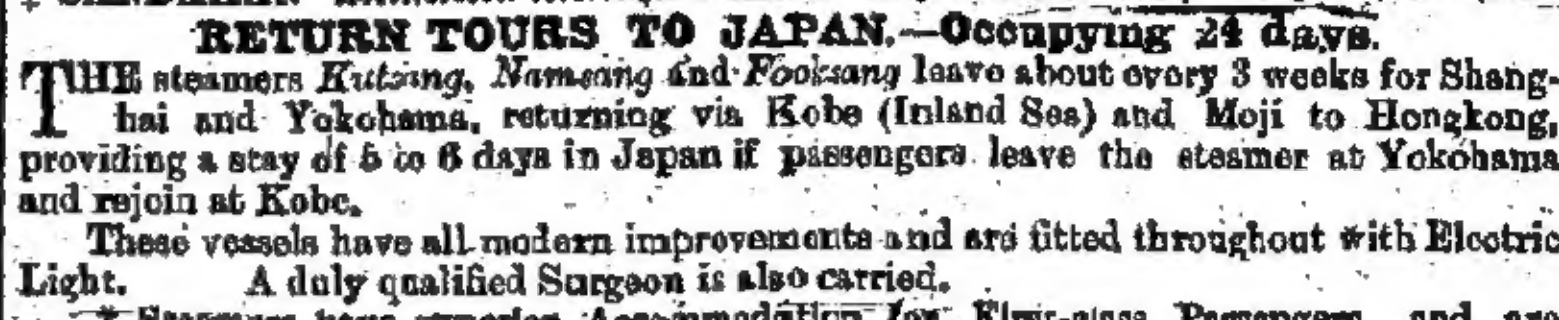 RETURN TOURS TO JAPAN.—Occupying 24 days.
THE steamers Kutsang, Namsang and Fooksang leave about every 3 weeks for Shang-
hai and Yokohama, returning via Kobe (Inland Sea) and Moji to Hongkong,
providing a stay of 5 to 6 days in Japan if passengers leave the steamer at Yokohama
and rejoin at Kobe.
These vessels have all modern improvements and are fitted throughout with Electric
Light. A duly qualified Surgeon is also carried.